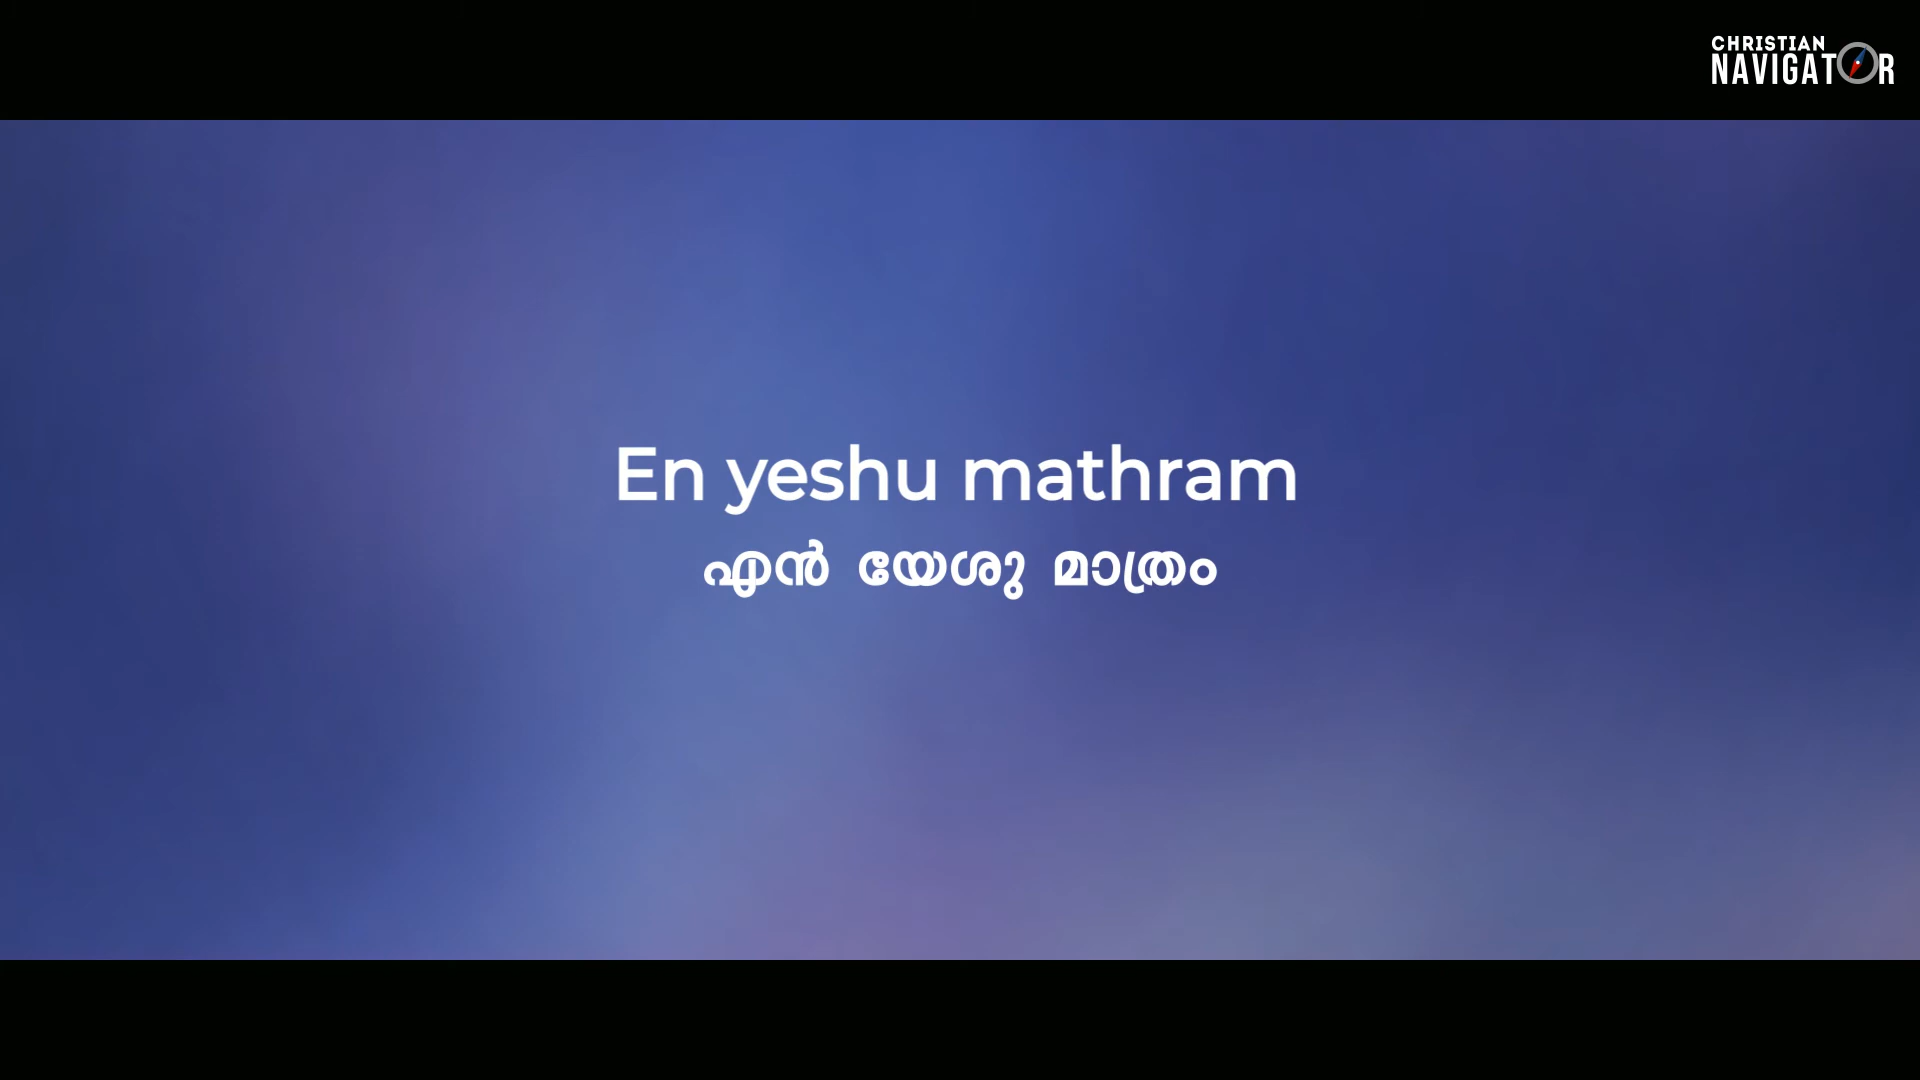 CHRISTIAN
NAVIGATOR
En yeshu mathram
എൻ യേശു മാത്രം